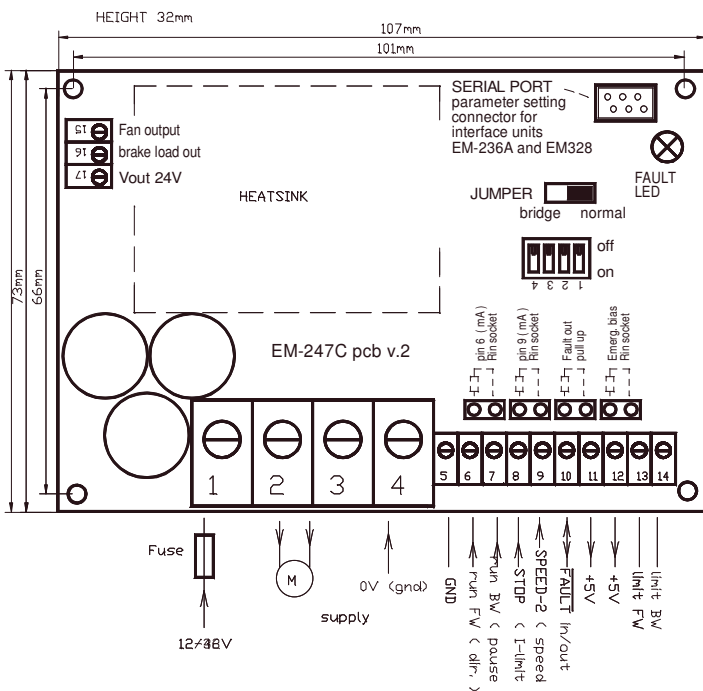 HEIGHT 32mm
107mm
101mm
73mm
66mm
15
Fan output
16
brake load out
17
Vout 24V
HEATSINK
SERIAL PORT
parameter setting
connector for
interface units
EM-236A and EM328
FAULT
LED
JUMPER
bridge normal
off
on
4 3 2 1
pin 6 ( mA )
Rin socket
pin 9 ( mA )
Rin socket
Fault out
pull up
Emerg. bias
Rin socket
EM-247C pcb v.2
1 2 3 4
5 6 7 8 9 10 11 12 13 14
Fuse
M
0V (gnd)
supply
GND
run FW ( dir. )
run BW ( pause
STOP ( I-limit
SPEED-2 ( speed
FAULT in/out
+5V
+5V
limit FW
limit BW